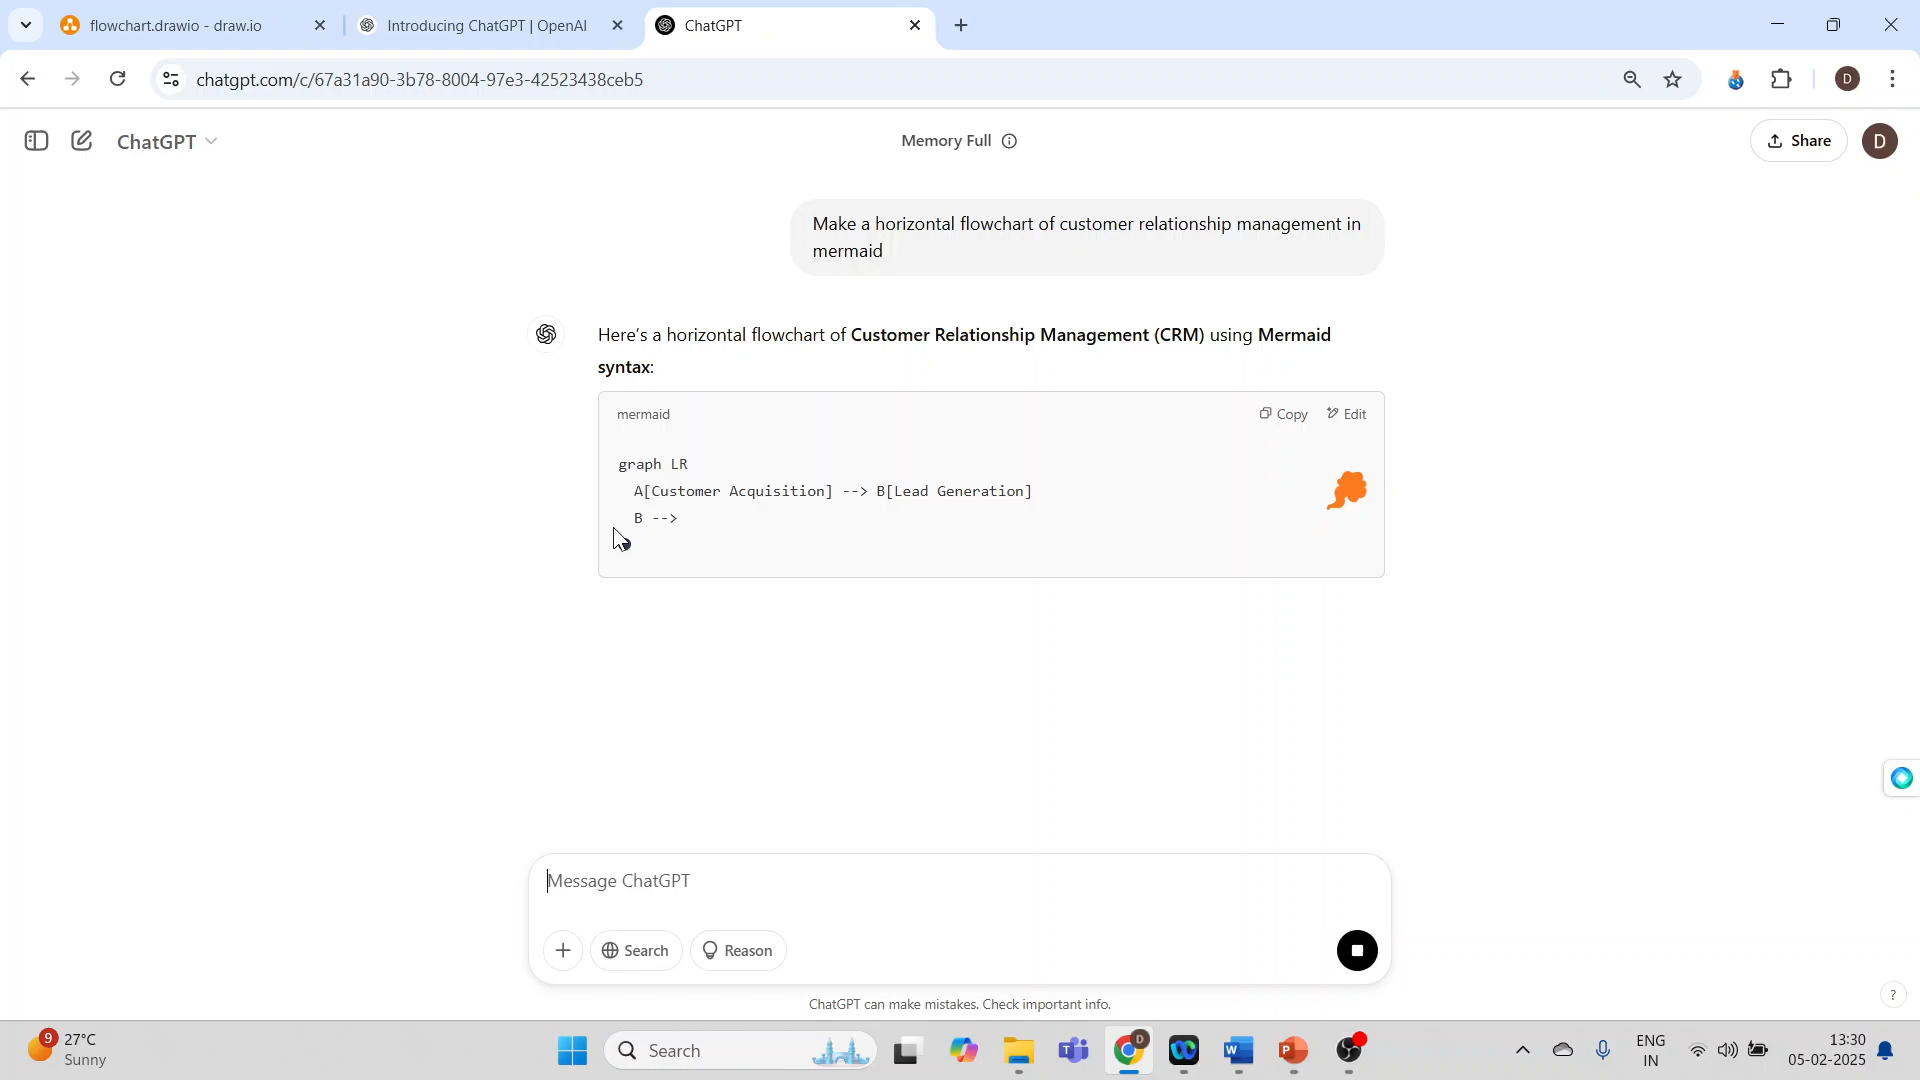 flowchart.drawio - draw.io
Introducing ChatGPT | OpenAI
ChatGPT
chatgpt.com/c/67a31a90-3b78-8004-97e3-42523438ceb5
D
ChatGPT
Memory Full
Share
D
Make a horizontal flowchart of customer relationship management in
mermaid
Here's a horizontal flowchart of Customer Relationship Management (CRM) using Mermaid
syntax:
mermaid
Copy
Edit
graph LR
A[Customer Acquisition] --> B[Lead Generation]
B -->
Message ChatGPT
Search
Reason
ChatGPT can make mistakes. Check important info.
?
9
27°C
Sunny
Search
D
ENG
IN
13:30
05-02-2025